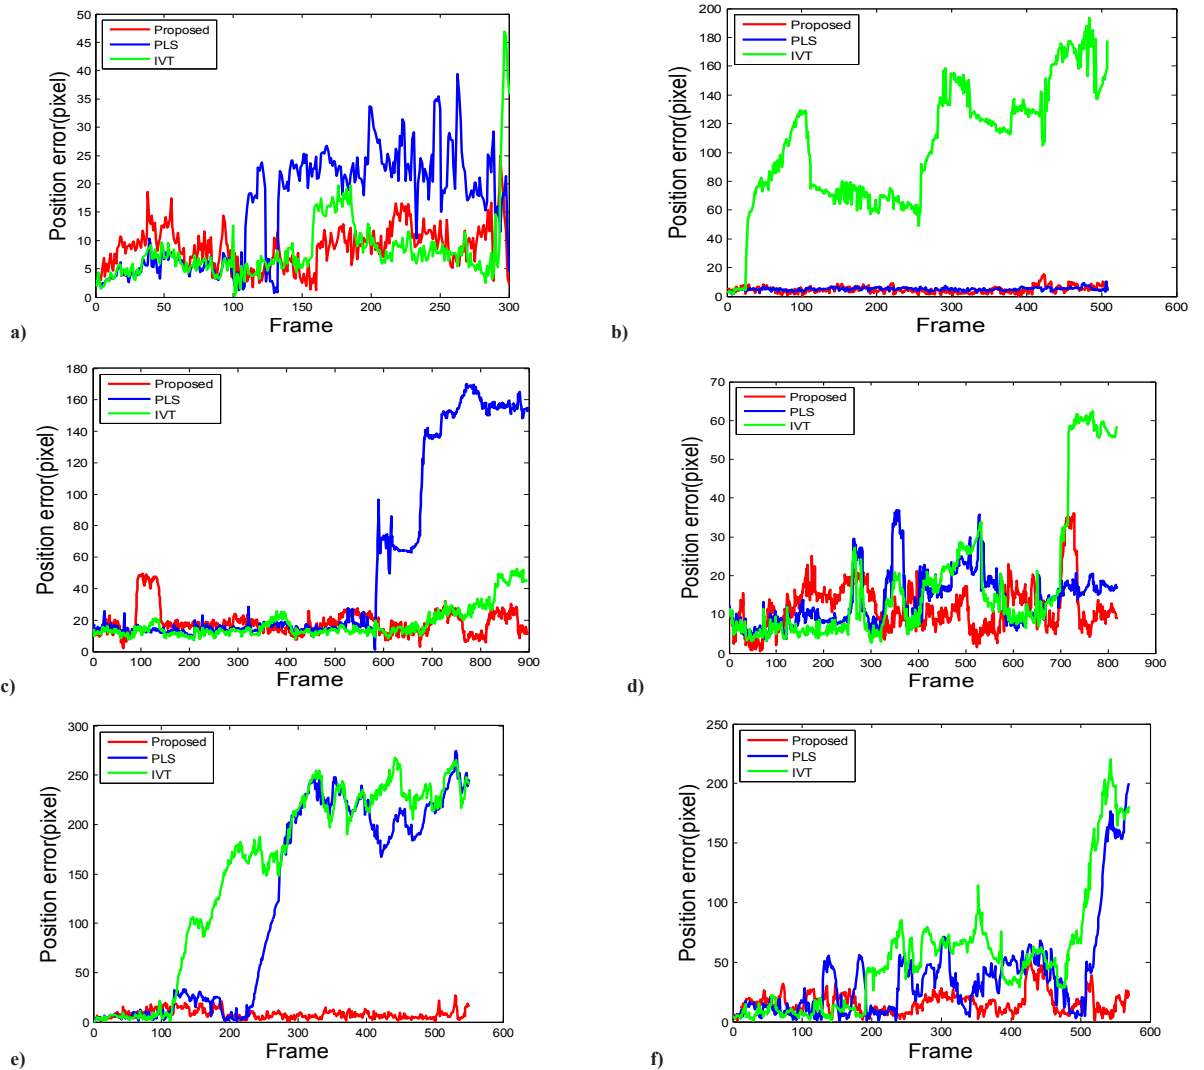 50
45
40
35
30
25
20
15
10
5
0
Position error(pixel)
Proposed
PLS
IVT
0 50 100 150 200 250 300
Frame
a)
200
180
160
140
120
100
80
60
40
20
0
Position error(pixel)
Proposed
PLS
IVT
0 100 200 300 400 500 600
Frame
b)
180
160
140
120
100
80
60
40
20
0
Position error(pixel)
Proposed
PLS
IVT
0 100 200 300 400 500 600 700 800 900
Frame
c)
70
60
50
40
30
20
10
0
Position error(pixel)
Proposed
PLS
IVT
0 100 200 300 400 500 600 700 800 900
Frame
d)
300
250
200
150
100
50
0
Position error(pixel)
Proposed
PLS
IVT
0 100 200 300 400 500 600
Frame
e)
250
200
150
100
50
0
Position error(pixel)
Proposed
PLS
IVT
0 100 200 300 400 500 600
Frame
f)